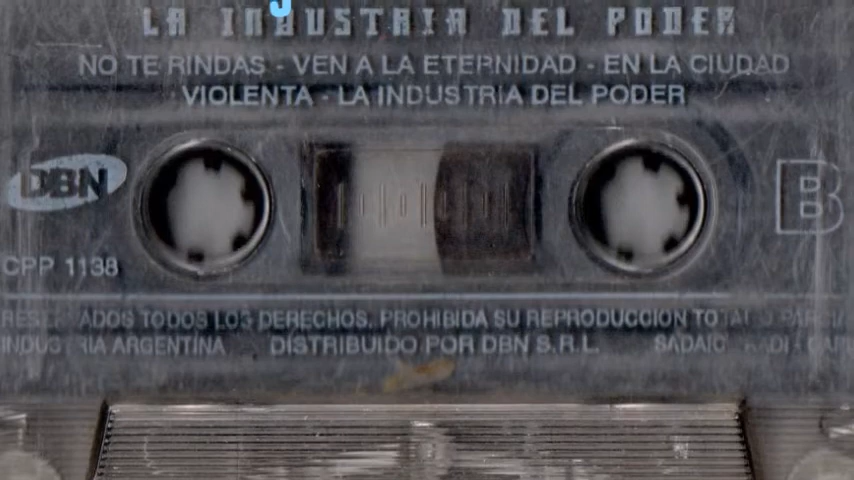 LA INDUSTRIA DEL PODER
NO TE RINDAS - VEN A LA ETERNIDAD - EN LA CIUDAD
VIOLENTA - LA INDUSTRIA DEL PODER
DBN
B
CPP 1138
TODOS LOS DERECHOS. PROHIBIDA SU REPRODUCCION
INDUSTRIA ARGENTINA DISTRIBUIDO POR DBN S.R.L. SADAIC